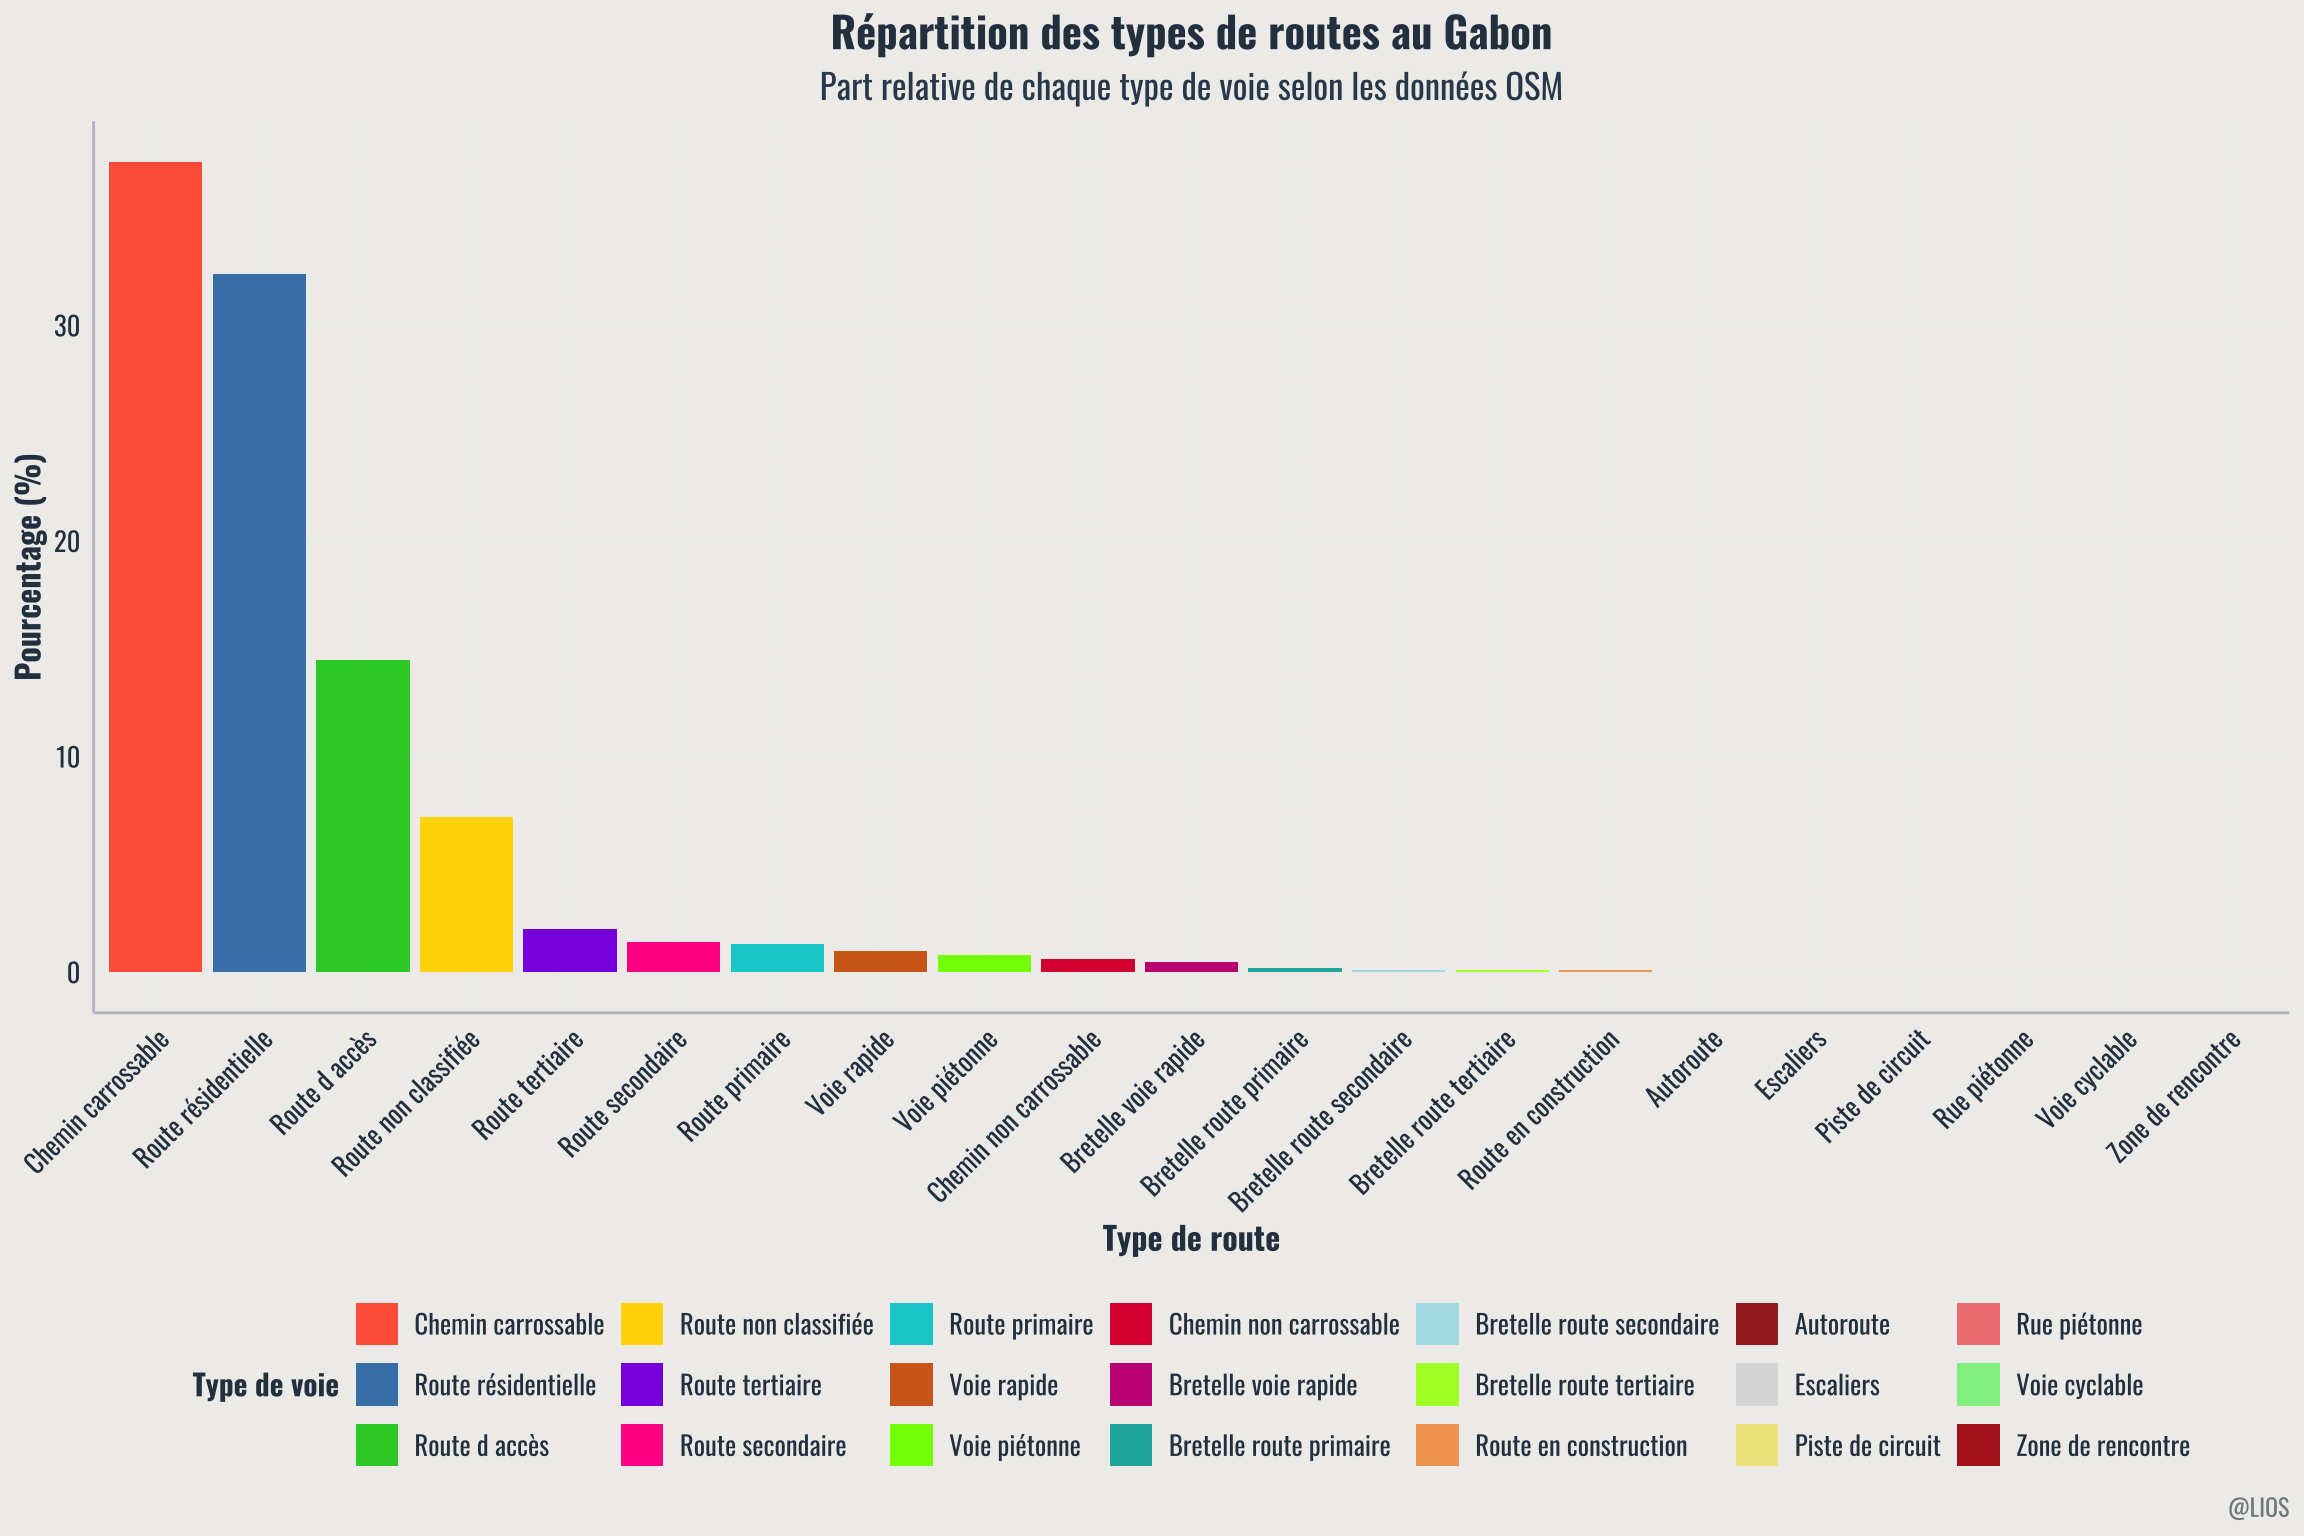 Répartition des types de routes au Gabon
Part relative de chaque type de voie selon les données OSM
Pourcentage (%)
30
20
10
0
Chemin carrossable
Route résidentielle
Route d accès
Route non classifiée
Route tertiaire
Route secondaire
Route primaire
Voie rapide
Voie piétonne
Chemin non carrossable
Bretelle voie rapide
Bretelle route primaire
Bretelle route secondaire
Bretelle route tertiaire
Route en construction
Autoroute
Escaliers
Piste de circuit
Rue piétonne
Voie cyclable
Zone de rencontre
Type de route
Type de voie
Chemin carrossable
Route résidentielle
Route d accès
Route non classifiée
Route tertiaire
Route secondaire
Route primaire
Voie rapide
Voie piétonne
Chemin non carrossable
Bretelle voie rapide
Bretelle route primaire
Bretelle route secondaire
Bretelle route tertiaire
Route en construction
Autoroute
Escaliers
Piste de circuit
Rue piétonne
Voie cyclable
Zone de rencontre
@LIOS